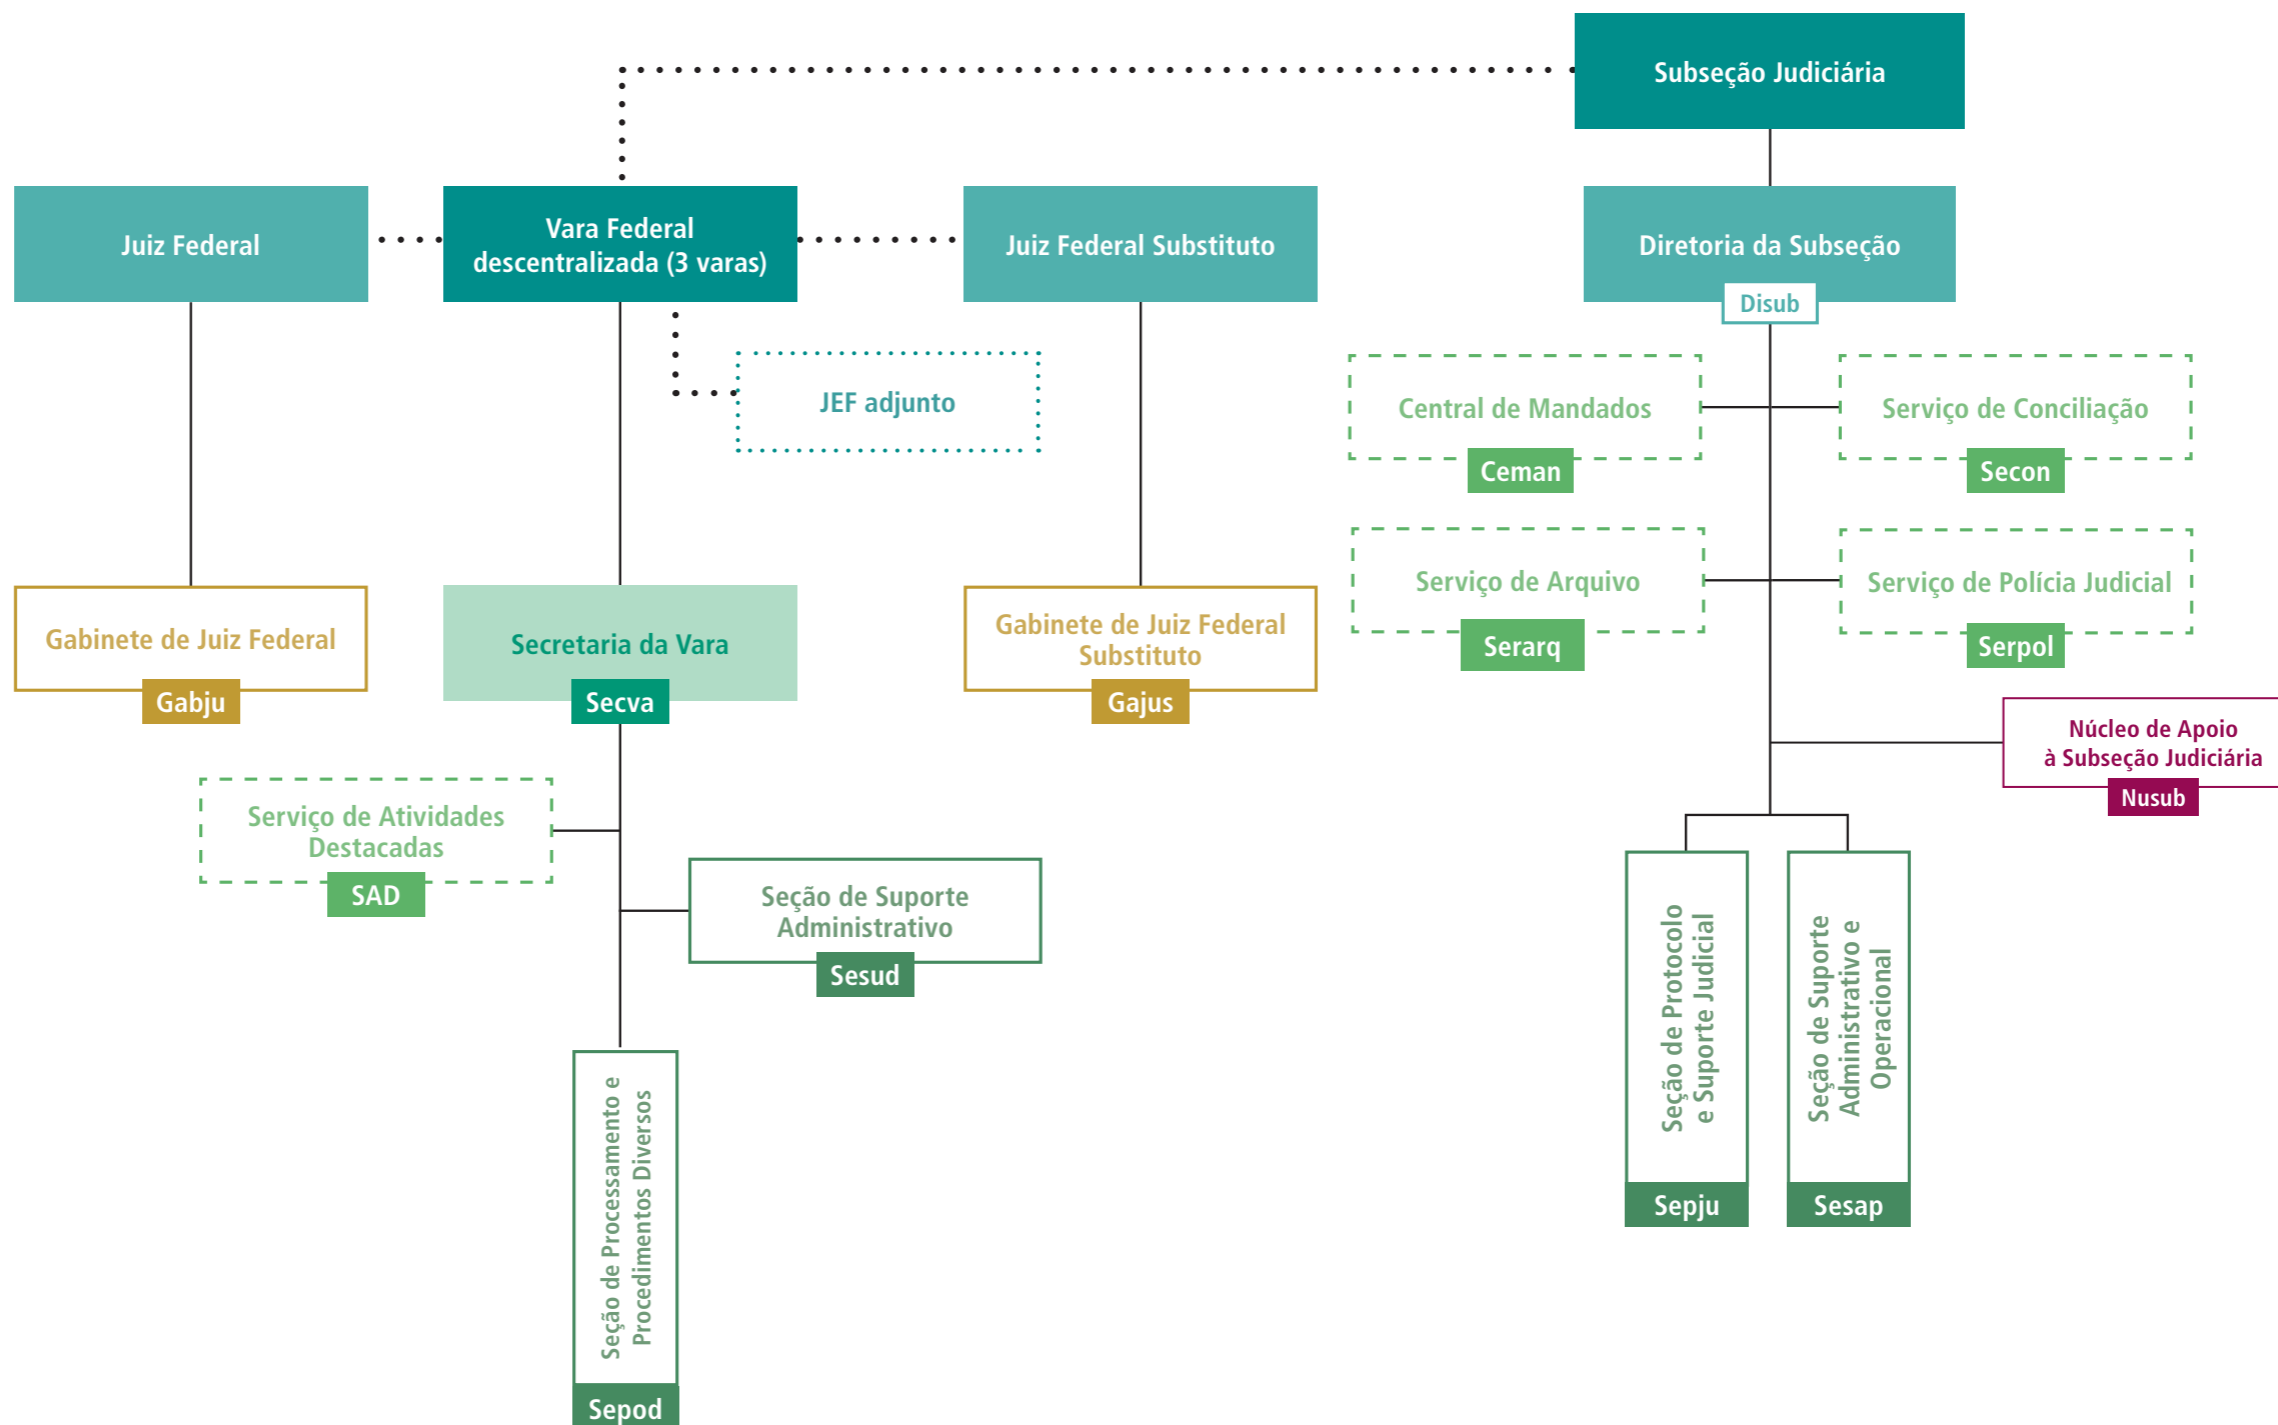 Subseção Judiciária
Juiz Federal
Vara Federal
descentralizada (3 varas)
Juiz Federal Substituto
Diretoria da Subseção
Disub
JEF adjunto
Central de Mandados
Ceman
Serviço de Conciliação
Secon
Serviço de Arquivo
Serarq
Serviço de Polícia Judicial
Serpol
Gabinete de Juiz Federal
Gabju
Secretaria da Vara
Secva
Gabinete de Juiz Federal
Substituto
Gajus
Núcleo de Apoio
à Subseção Judiciária
Nusub
Serviço de Atividades
Destacadas
SAD
Seção de Suporte
Administrativo
Sesud
Seção de Protocolo
e Suporte Judicial
Sepju
Seção de Suporte
Administrativo e
Operacional
Sesap
Seção de Processamento e
Procedimentos Diversos
Sepod